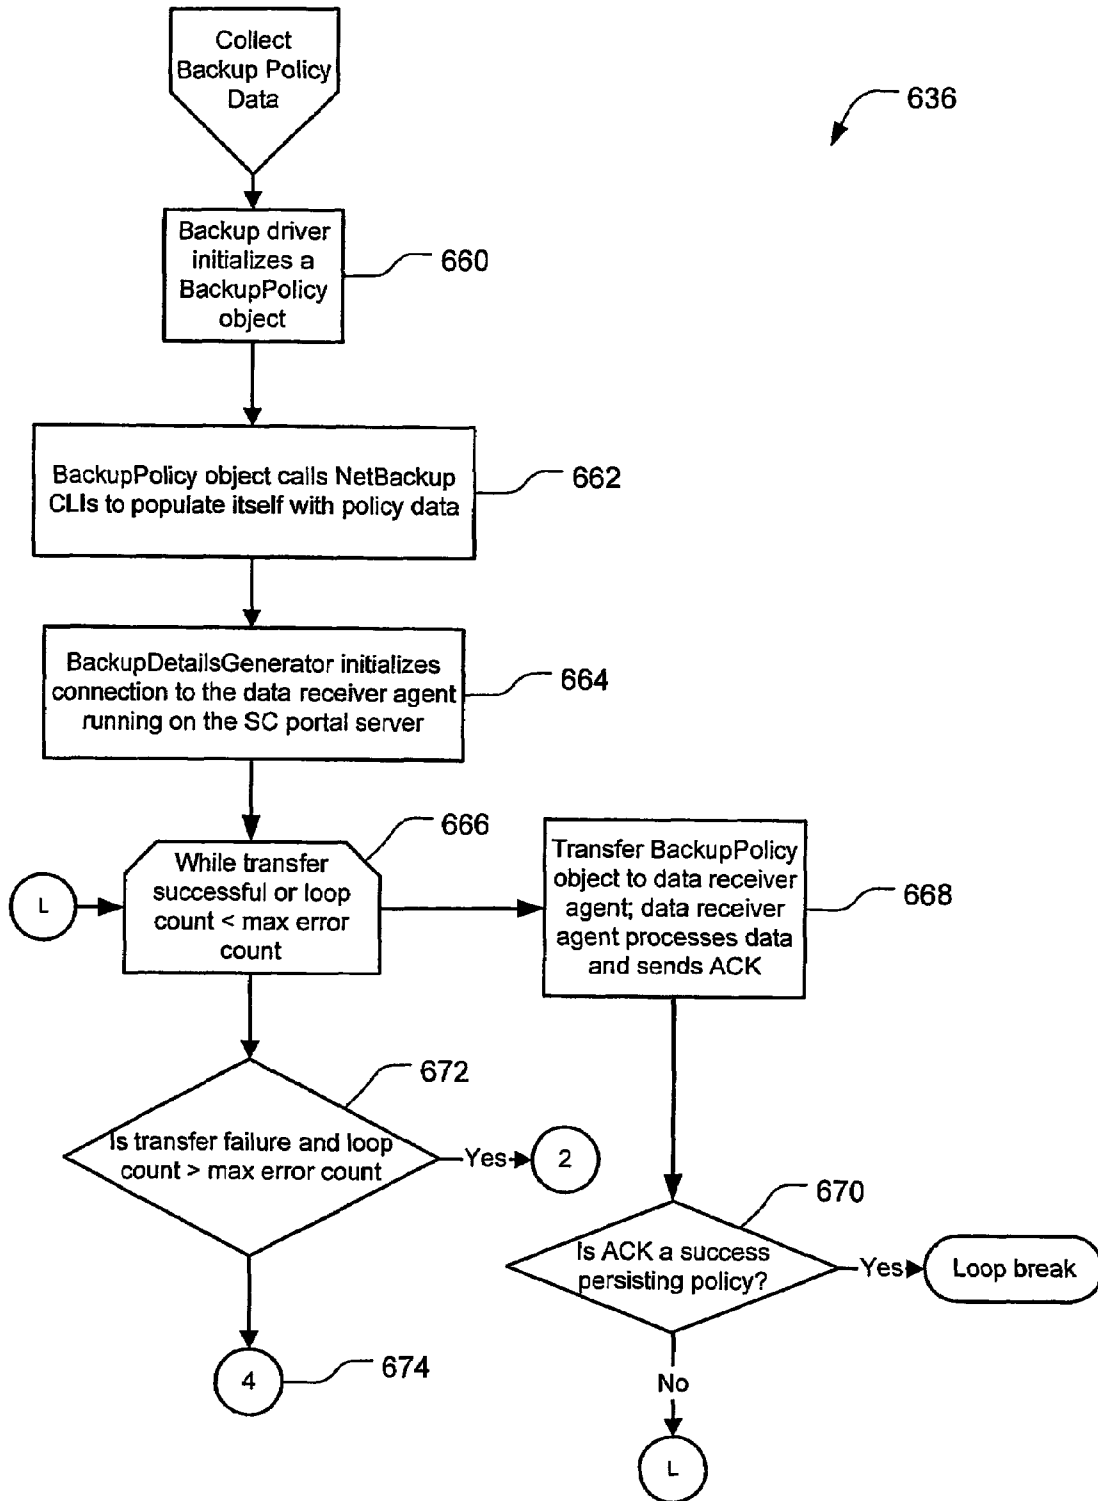 Collect
Backup Policy
Data
636
Backup driver
initializes a
BackupPolicy
object
660
BackupPolicy object calls NetBackup
CLIs to populate itself with policy data
662
BackupDetailsGenerator initializes
connection to the data receiver agent
running on the SC portal server
664
666
While transfer
successful or loop
count < max error
count
L
Transfer BackupPolicy
object to data receiver
agent; data receiver
agent processes data
and sends ACK
668
672
Is transfer failure and loop
count > max error count
Yes
2
670
Is ACK a success
persisting policy?
Yes
Loop break
4
674
No
L